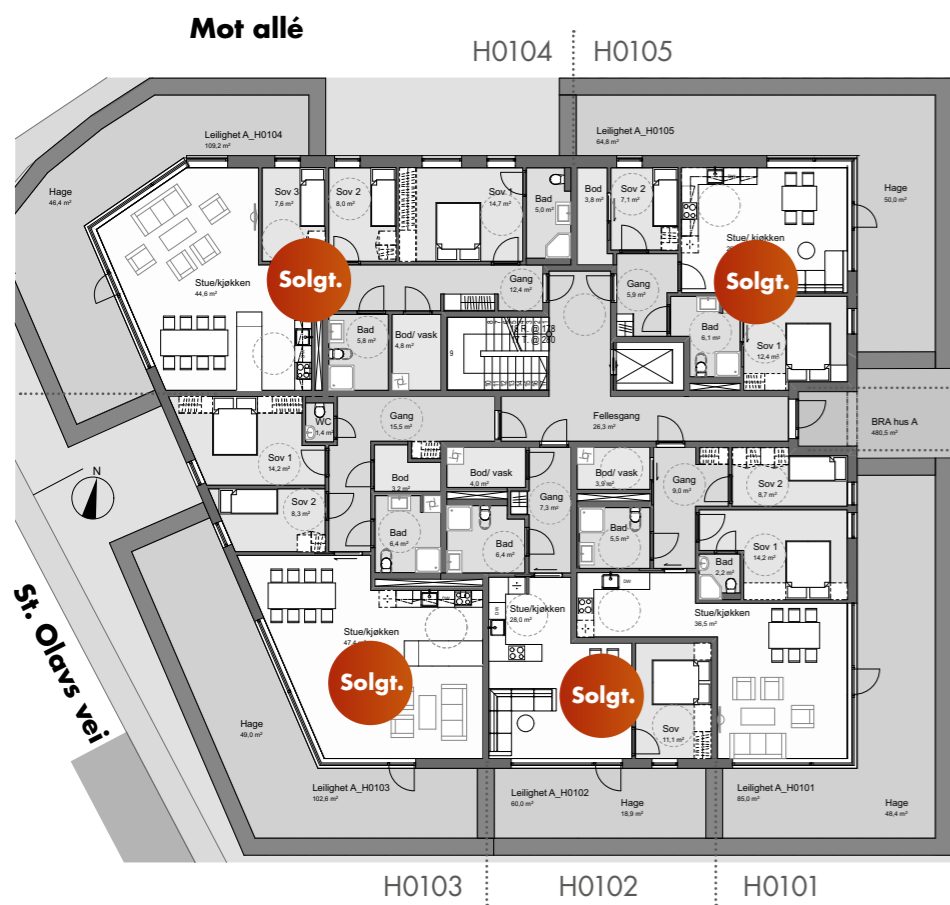 Mot allé
H0104
H0105
Leilighet A_H0104
109,2 m²
Leilighet A_H0105
64,8 m²
Hage
46,4 m²
Sov 3
7,6 m²
Sov 2
8,0 m²
Sov 1
14,7 m²
Bad
5,0 m²
Bod
3,8 m²
Sov 2
7,1 m²
Hage
50,0 m²
Stue/ kjøkken
Solgt.
Solgt.
Stue/kjøkken
44,6 m²
Gang
12,4 m²
Gang
5,9 m²
Bad
5,8 m²
Bod/ vask
4,8 m²
9
Bad
6,1 m²
Sov 1
12,4 m²
WC
1,4 m²
Gang
15,5 m²
Fellesgang
26,3 m²
BRA hus A
480,5 m²
Sov 1
14,2 m²
Bod
3,2 m²
Bod/ vask
4,0 m²
Bod/ vask
3,9 m²
Gang
9,0 m²
Sov 2
8,7 m²
N
Sov 2
8,3 m²
Gang
7,3 m²
Bad
6,4 m²
Bad
6,4 m²
Bad
5,5 m²
Sov 1
14,2 m²
Bad
2,2 m²
DW
DW
St. Olavs vei
Stue/kjøkken
47,4 m²
Stue/kjøkken
28,0 m²
Stue/kjøkken
36,5 m²
Solgt.
Solgt.
Hage
49,0 m²
Sov
11,1 m²
Leilighet A_H0103
102,6 m²
Leilighet A_H0102
60,0 m²
Hage
18,9 m²
Leilighet A_H0101
85,0 m²
Hage
48,4 m²
H0103
H0102
H0101